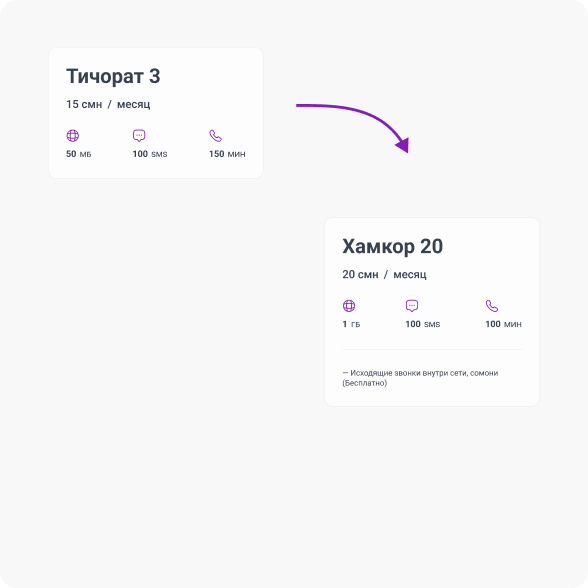 Тичорат 3
15 смн / месяц
50 МБ 100 SMS 150 МИН
Хамкор 20
20 смн / месяц
1 ГБ 100 SMS 100 МИН
— Исходящие звонки внутри сети, сомони
(Бесплатно)